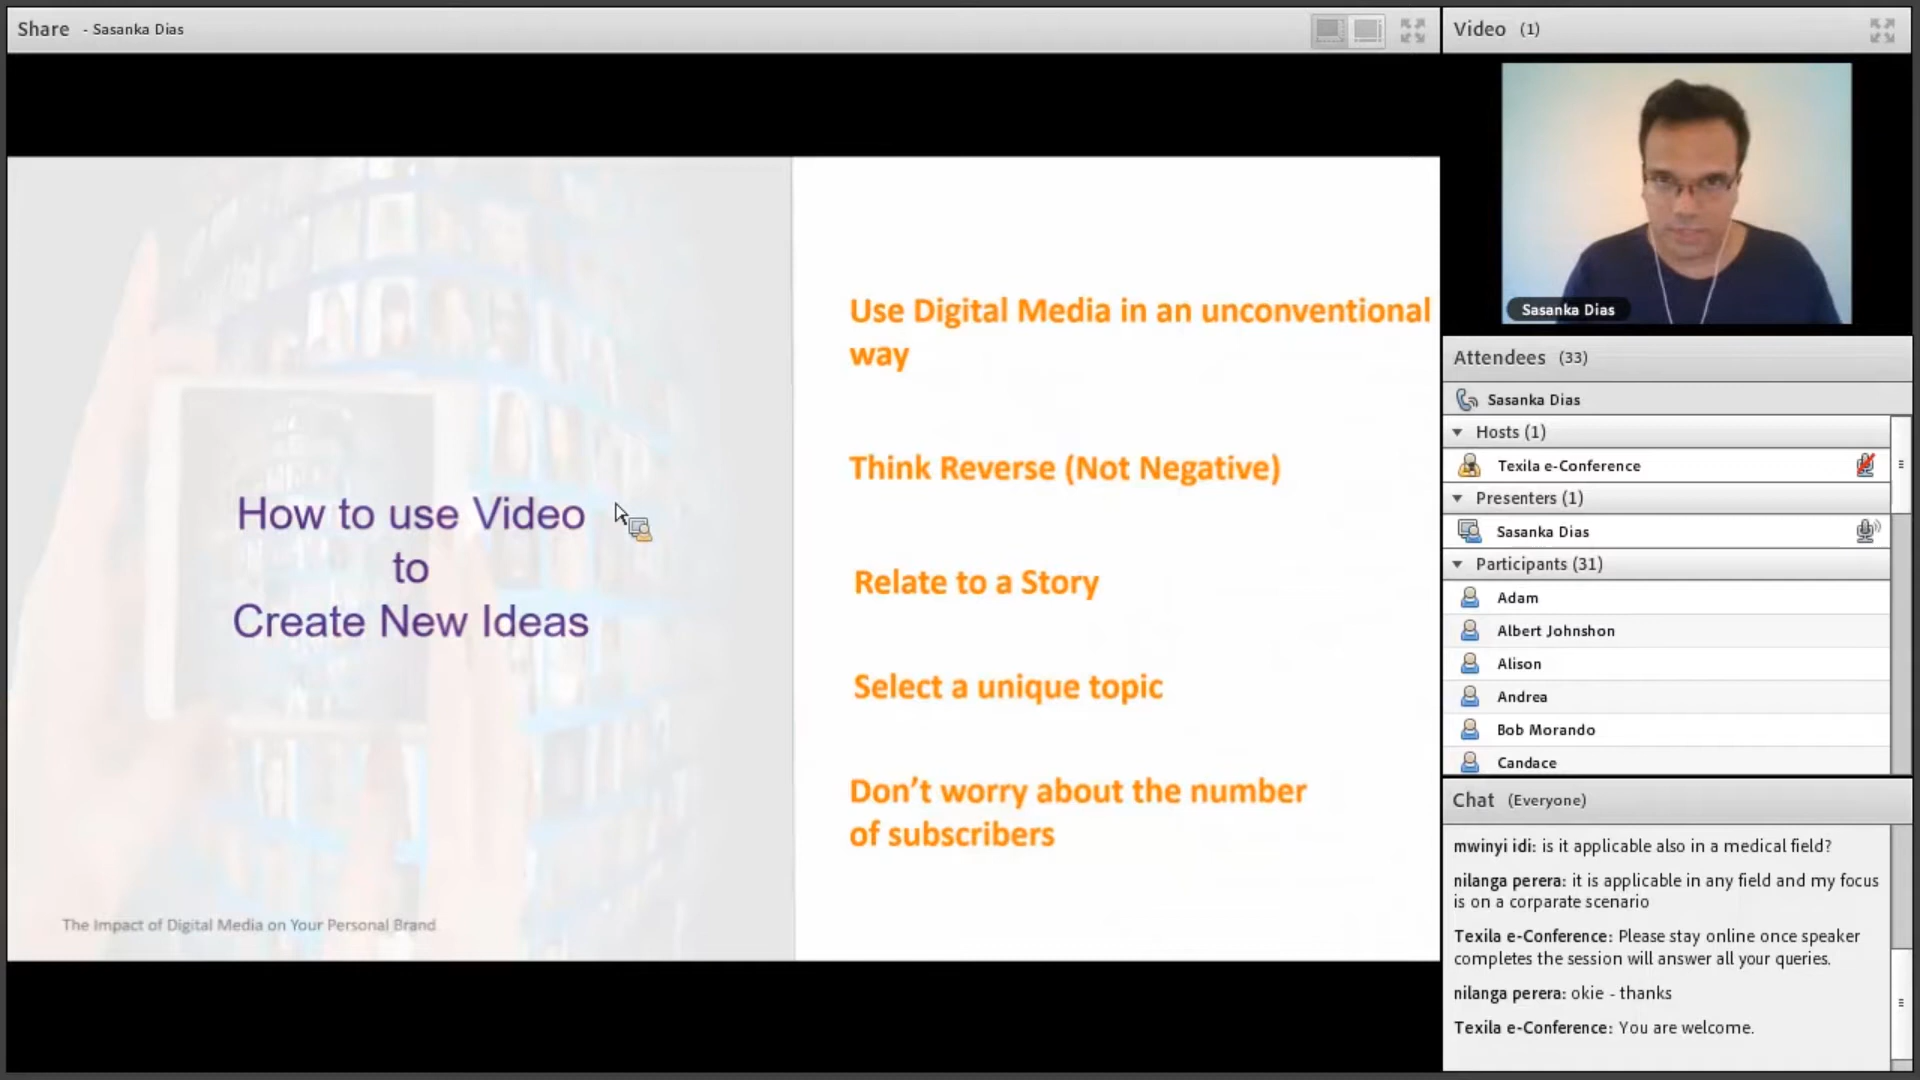 Share - Sasanka Dias
How to use Video
to
Create New Ideas
The Impact of Digital Media on Your Personal Brand
Use Digital Media in an unconventional
way
Think Reverse (Not Negative)
Relate to a Story
Select a unique topic
Don’t worry about the number
of subscribers
Video (1)
Sasanka Dias
Attendees (33)
Sasanka Dias
Hosts (1)
Texila e-Conference
Presenters (1)
Sasanka Dias
Participants (31)
Adam
Albert Johnshon
Alison
Andrea
Bob Morando
Candace
Chat (Everyone)
mwinyi idi: is it applicable also in a medical field?
nilanga perera: it is applicable in any field and my focus
is on a corparate scenario
Texila e-Conference: Please stay online once speaker
completes the session will answer all your queries.
nilanga perera: okie - thanks
Texila e-Conference: You are welcome.